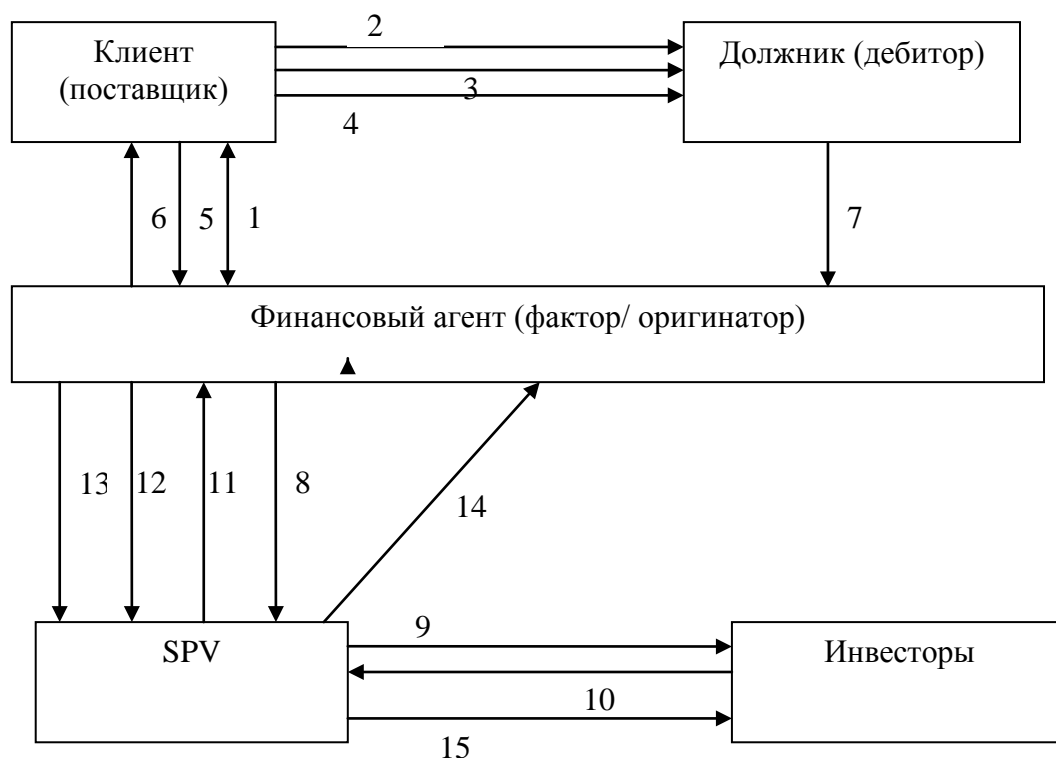 2
Клиент
(поставщик)
Должник (дебитор)
3
4
6
5
1
7
Финансовый агент (фактор/ оригинатор)
13
12
11
8
14
9
SPV
Инвесторы
10
15